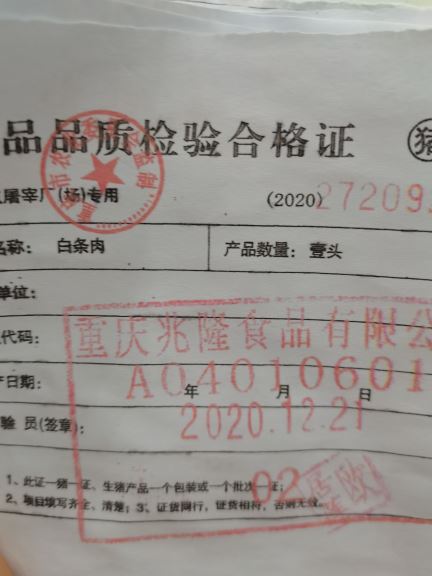 品品质检验合格证 猪
屠宰厂(场)专用
(2020) 272093
名称: 白条肉 产品数量: 壹头
单位:
代码:
重庆兆隆食品有限公
产日期: 年 月 日
A04010601
验 员(签章):
2020.12.21
02
1、此证一猪一证，生猪产品一个包装或一个批次一证；
2、项目填写齐全、清楚；3、证货同行，证货相符，否则无效。